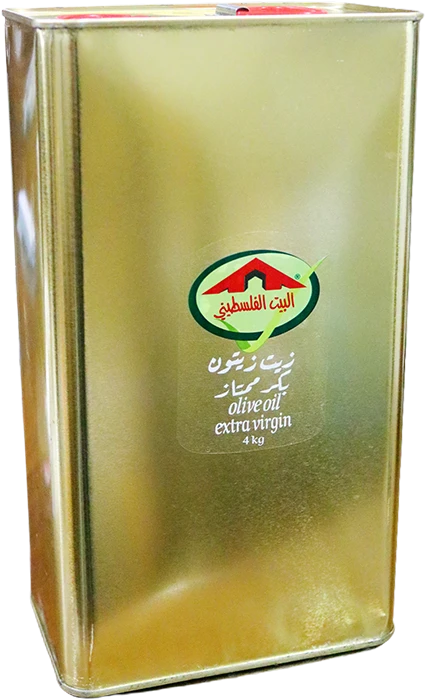 البيت الفلسطيني
®
زيت زيتون
بكر ممتاز
olive oil
extra virgin
4 kg